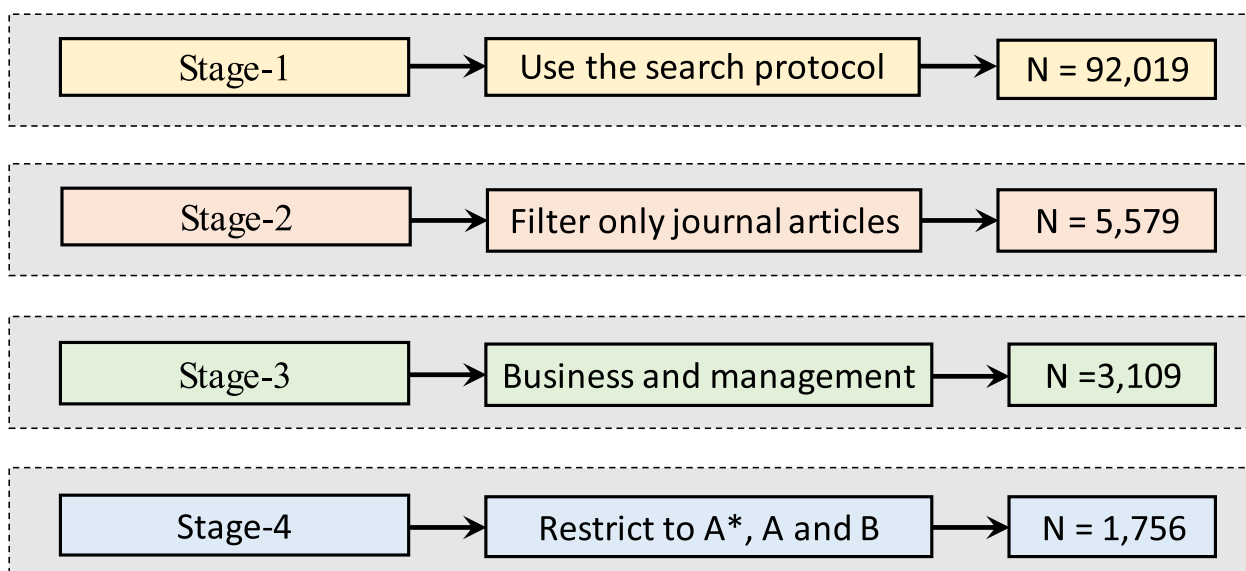 Stage-1
Use the search protocol
N = 92,019
Stage-2
Filter only journal articles
N = 5,579
Stage-3
Business and management
N =3,109
Stage-4
Restrict to A*, A and B
N = 1,756